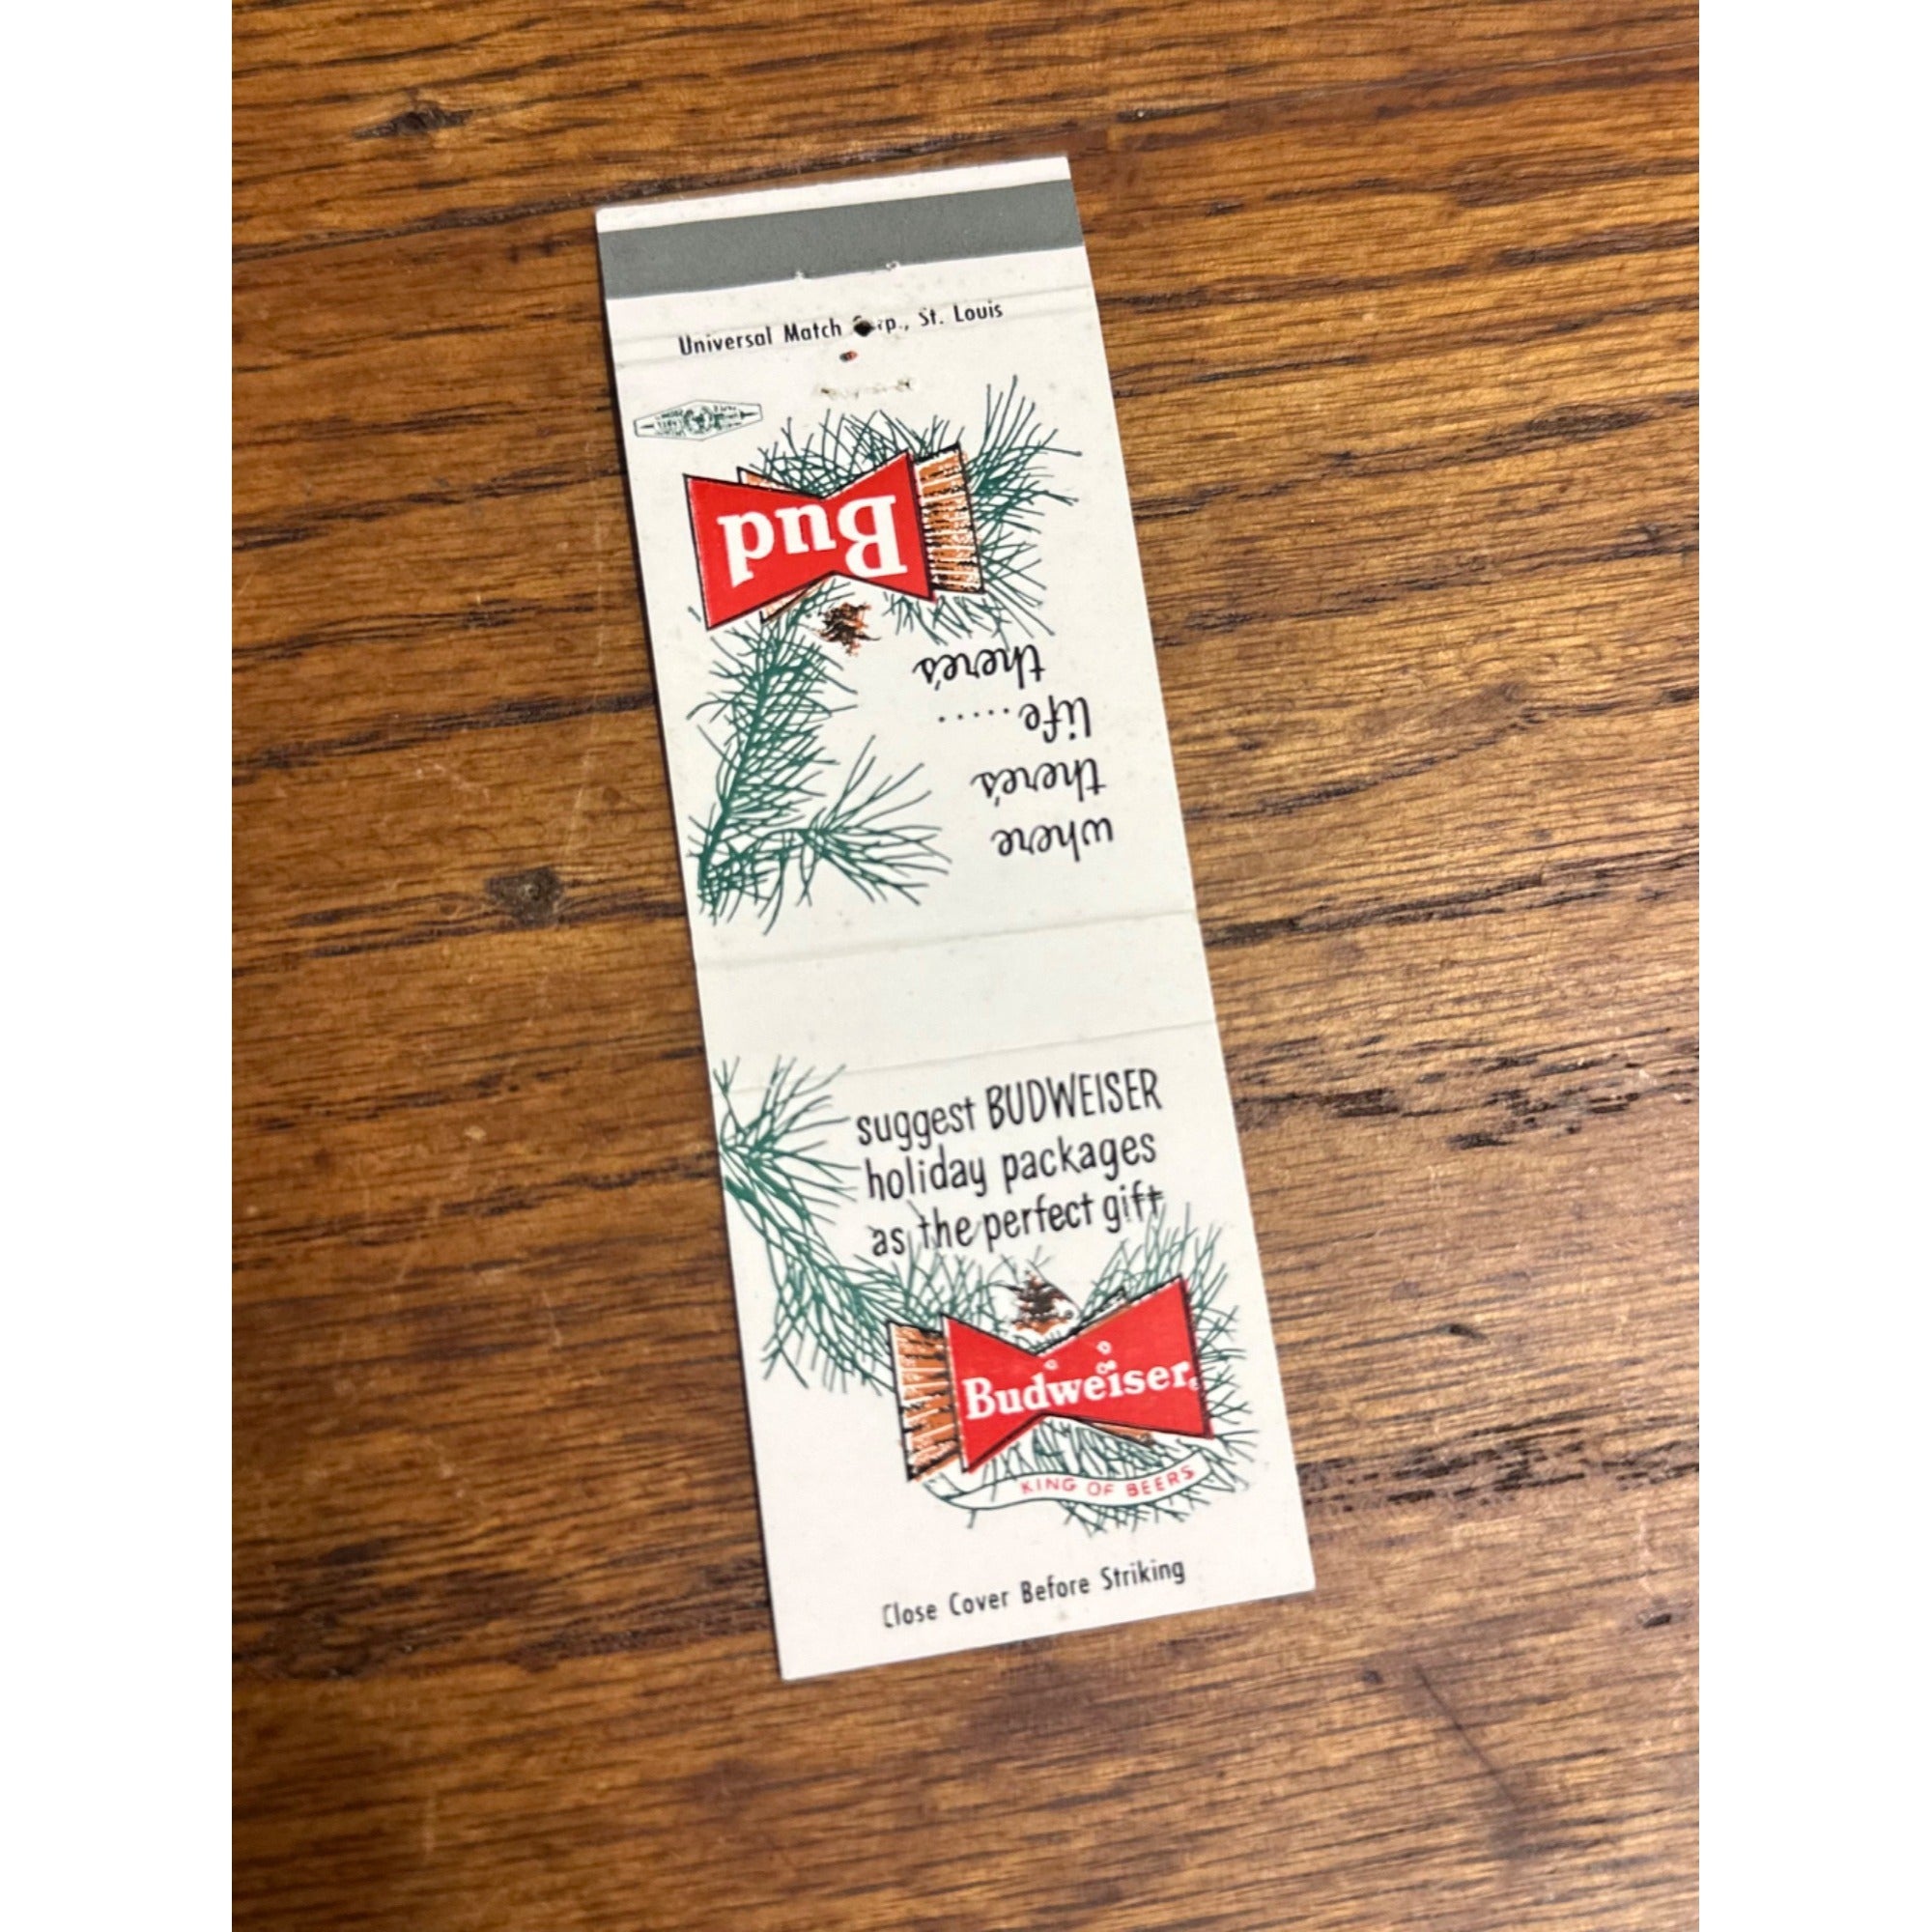 Universal Match Corp., St. Louis
where
there's
life.....
there's
Bud
suggest BUDWEISER
holiday packages
as the perfect gift
Budweiser
KING OF BEERS
Close Cover Before Striking